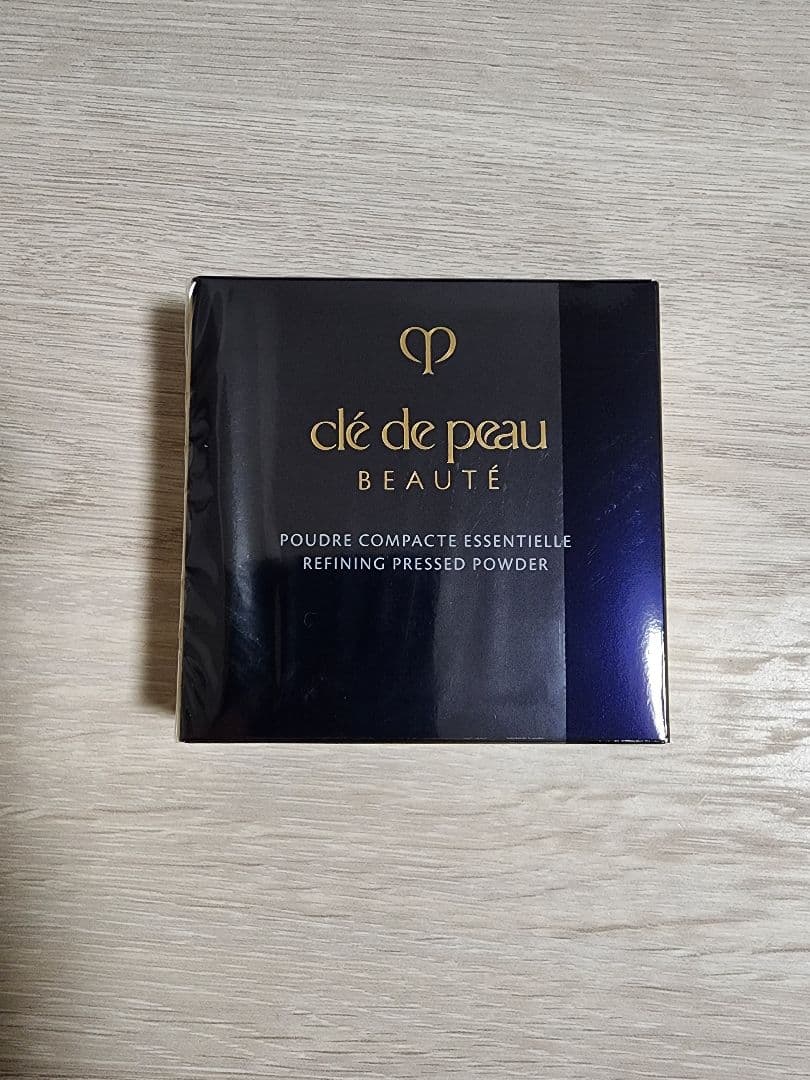 clé de peau
BEAUTÉ
POUDRE COMPACTE ESSENTIELLE
REFINING PRESSED POWDER